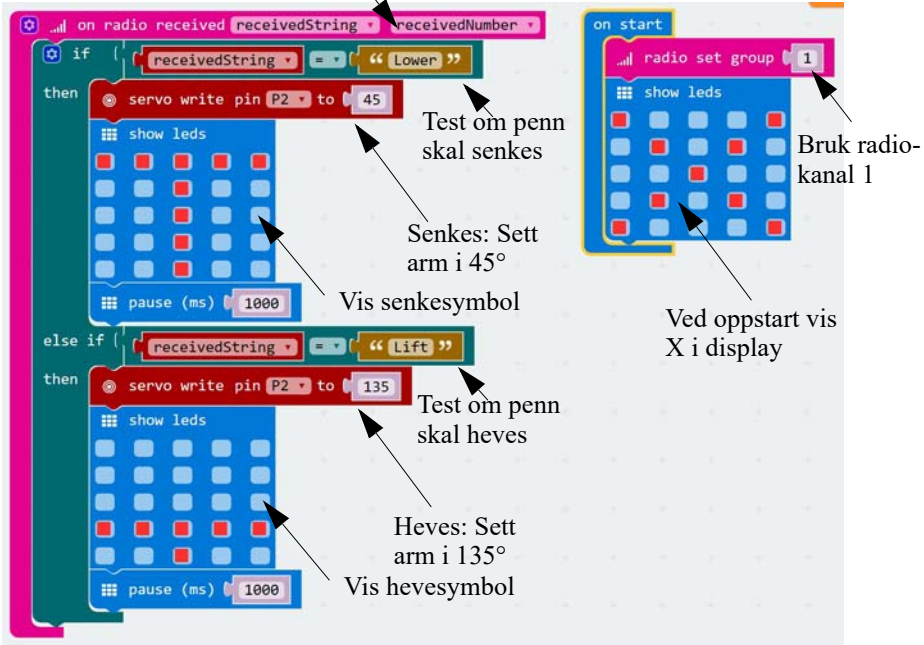 on radio received receivedString receivedNumber
if receivedString = “ Lower ”
then servo write pin P2 to 45
show leds
pause (ms) 1000
else if receivedString = “ Lift ”
then servo write pin P2 to 135
show leds
pause (ms) 1000
Test om penn
skal senkes
Senkes: Sett
arm i 45°
Vis senkesymbol
Test om penn
skal heves
Heves: Sett
arm i 135°
Vis hevesymbol
on start
radio set group 1
show leds
Bruk radio-
kanal 1
Ved oppstart vis
X i display